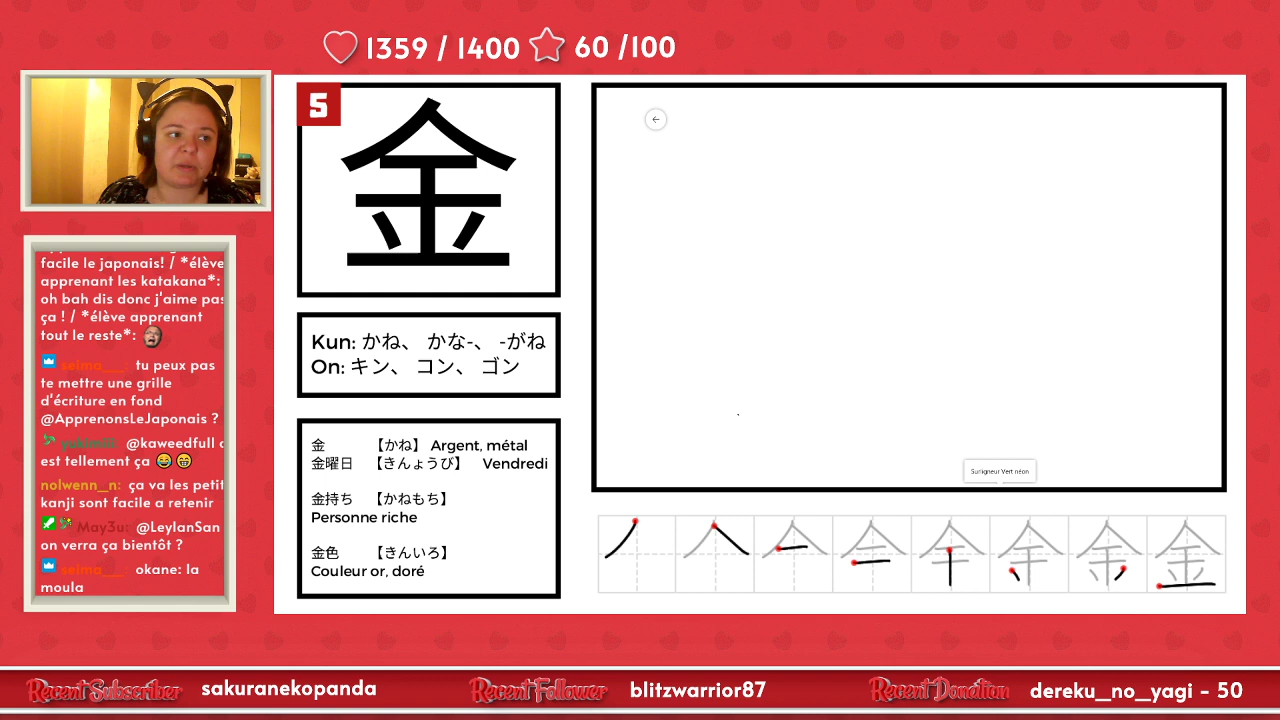 1359 / 1400 60 /100
5
金
Kun: かね、 かな-、 -がね
On: キン、 コン、 ゴン
金 【かね】 Argent, métal
金曜日 【きんょうび】 Vendredi
金持ち 【かねもち】
Personne riche
金色 【きんいろ】
Couleur or, doré
Surligneur Vert néon
facile le japonais! / *élève
apprenant les katakana*:
oh bah dis donc j'aime pas
ça ! / *élève apprenant
tout le reste*:
seima__: tu peux pas
te mettre une grille
d'écriture en fond
@ApprenonsLeJaponais ?
@kaweedfull
est tellement ça
nolwenn_n: ça va les petit
kanji sont facile a retenir
May3u: @LeylanSan
on verra ça bientôt ?
okane: la
moula
Recent Subscriber sakuranekopanda
Recent Follower blitzwarrior87
Recent Donation dereku_no_yagi - 50